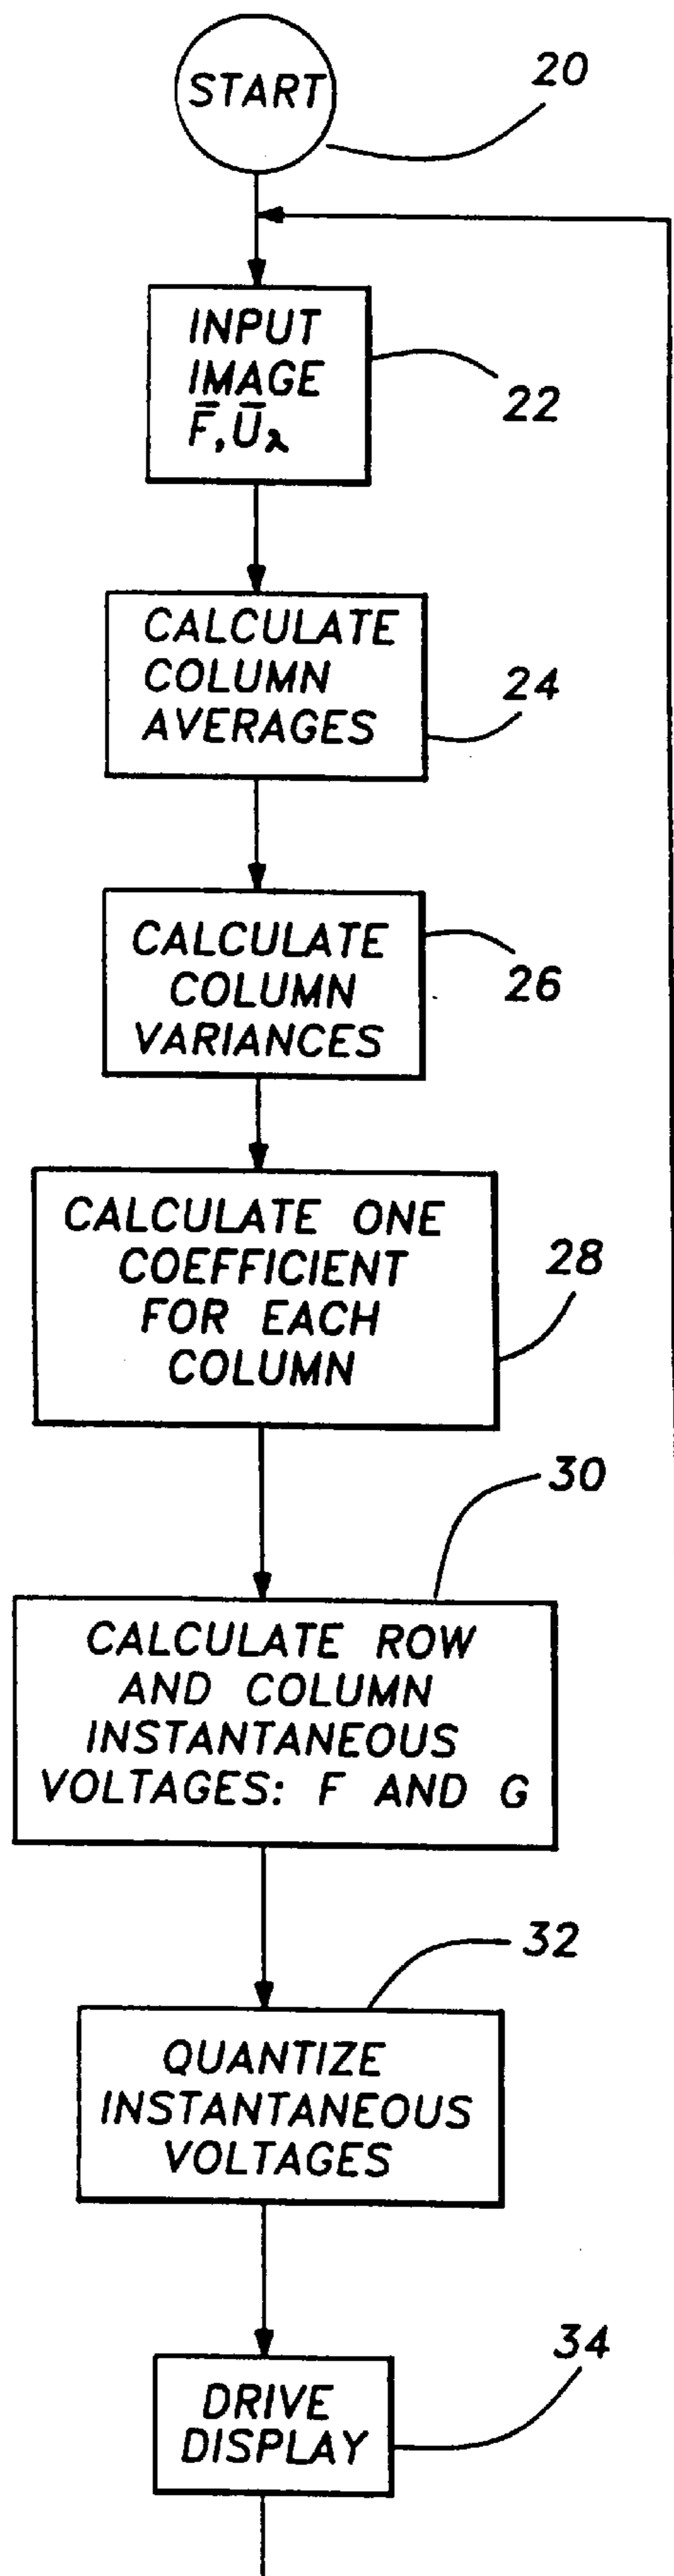 START
20
INPUT
IMAGE
F̅, U̅λ
22
CALCULATE
COLUMN
AVERAGES
24
CALCULATE
COLUMN
VARIANCES
26
CALCULATE ONE
COEFFICIENT
FOR EACH
COLUMN
28
30
CALCULATE ROW
AND COLUMN
INSTANTANEOUS
VOLTAGES: F AND G
32
QUANTIZE
INSTANTANEOUS
VOLTAGES
34
DRIVE
DISPLAY